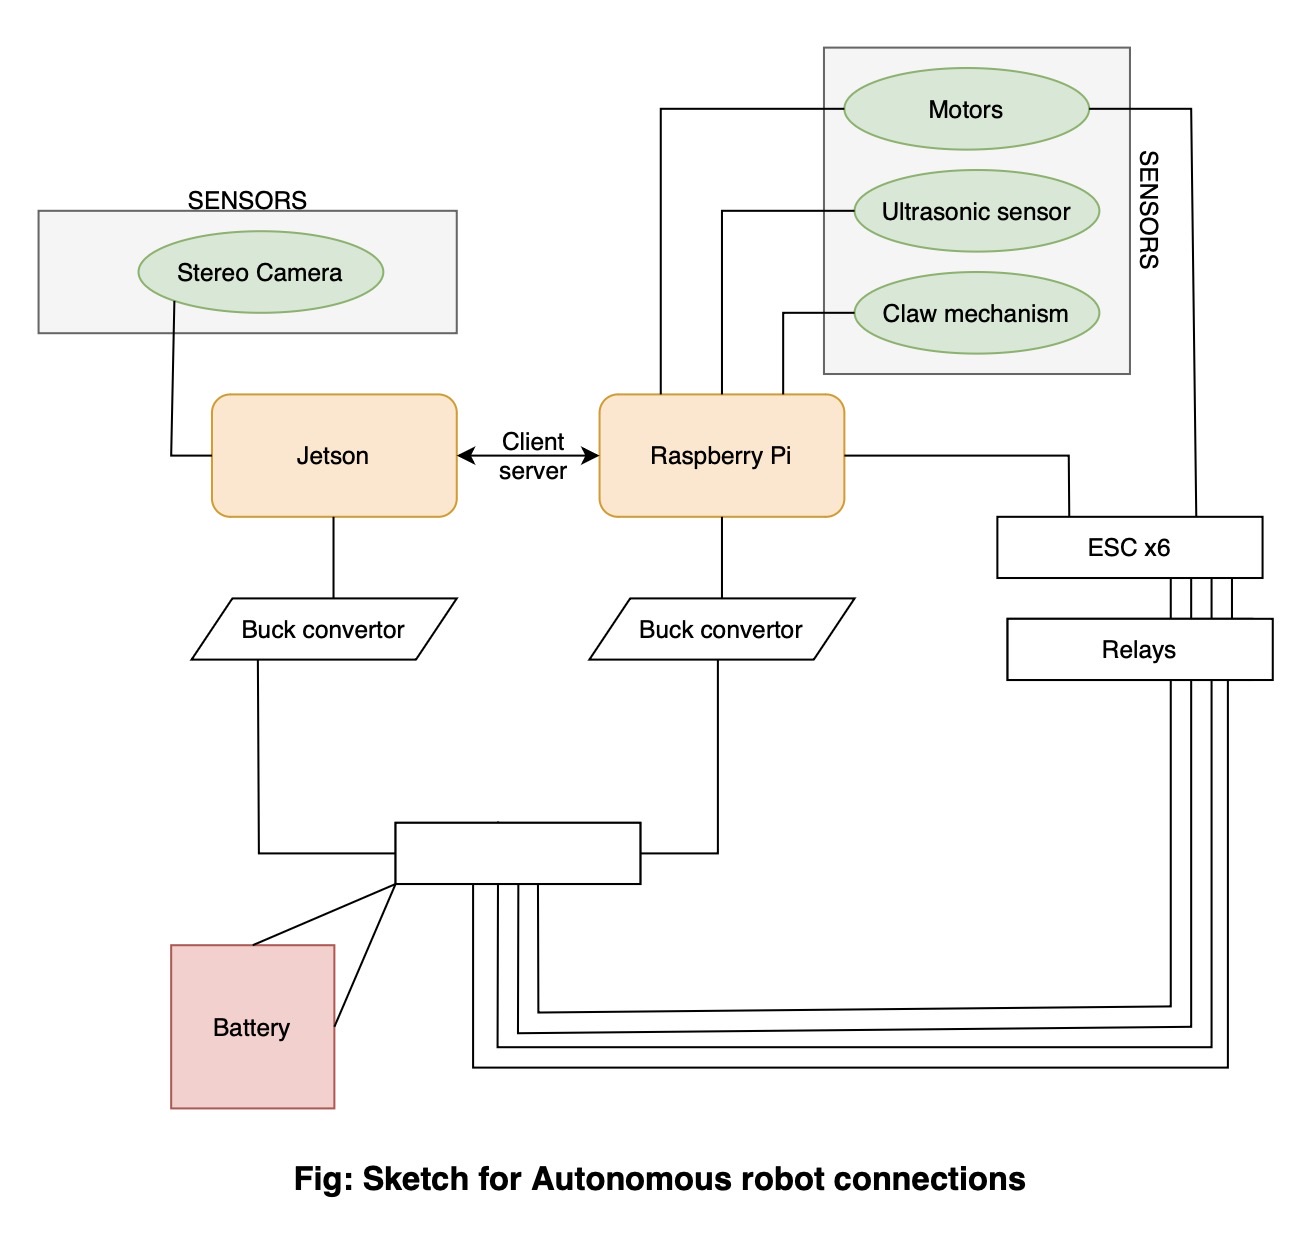 Motors
SENSORS
Ultrasonic sensor
SENSORS
Stereo Camera
Claw mechanism
Jetson
Client
server
Raspberry Pi
ESC x6
Buck convertor
Buck convertor
Relays
Battery
Fig: Sketch for Autonomous robot connections